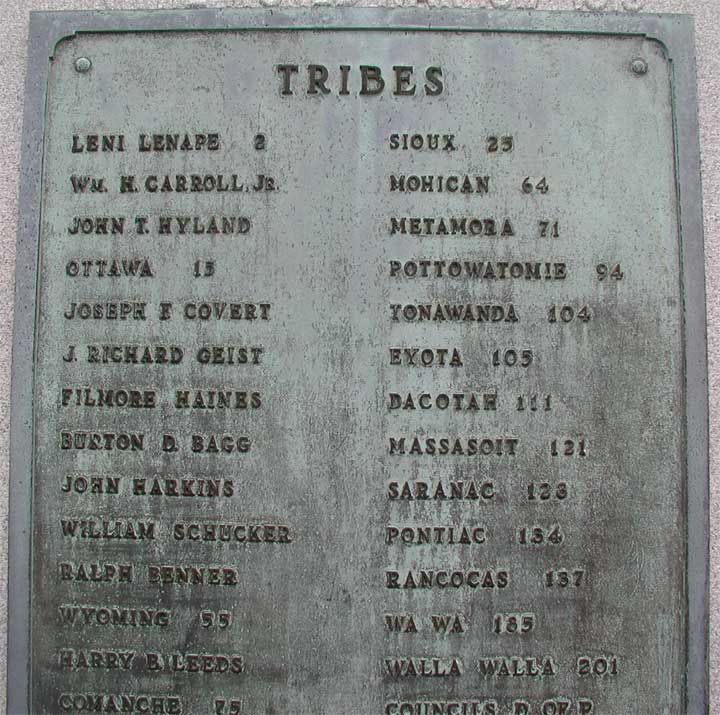 TRIBES
LENI LENAPE 2
WM. H. CARROLL, JR.
JOHN T. HYLAND
OTTAWA 15
JOSEPH F COVERT
J. RICHARD GEIST
FILMORE HAINES
BURTON D. BAGG
JOHN HARKINS
WILLIAM SCHUCKER
RALPH BENNER
WYOMING 55
HARRY B. LEEDS
COMANCHE 75
SIOUX 25
MOHICAN 64
METAMORA 71
POTTOWATOMIE 94
TONAWANDA 104
EYOTA 105
DACOTAH 111
MASSASOIT 121
SARANAC 128
PONTIAC 134
RANCOCAS 137
WA WA 185
WALLA WALLA 201
COUNCILS D. OF P.